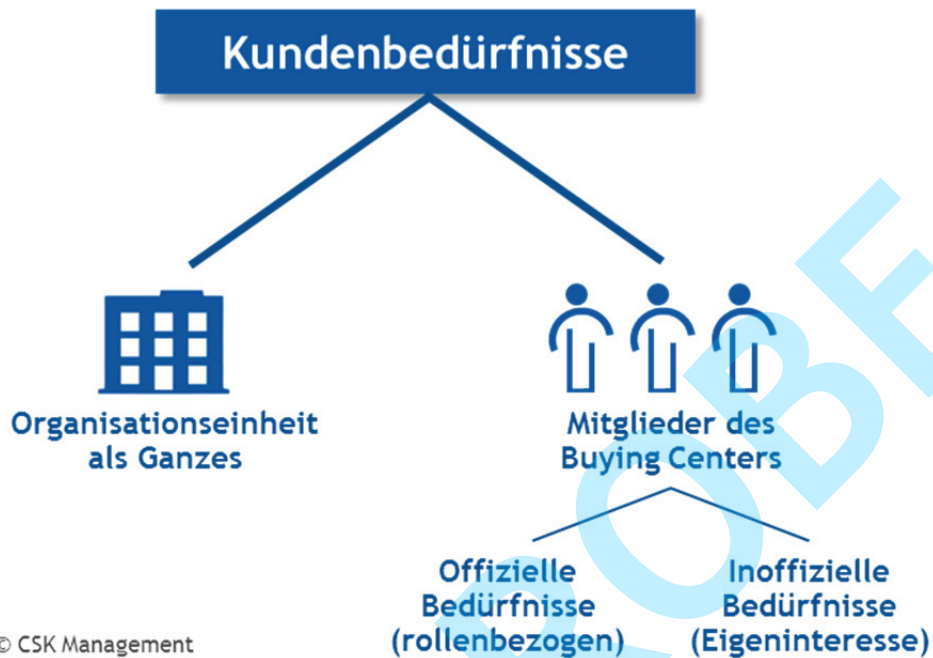 Kundenbedürfnisse
Organisationseinheit
als Ganzes
Mitglieder des
Buying Centers
Offizielle
Bedürfnisse
(rollenbezogen)
Inoffizielle
Bedürfnisse
(Eigeninteresse)
© CSK Management